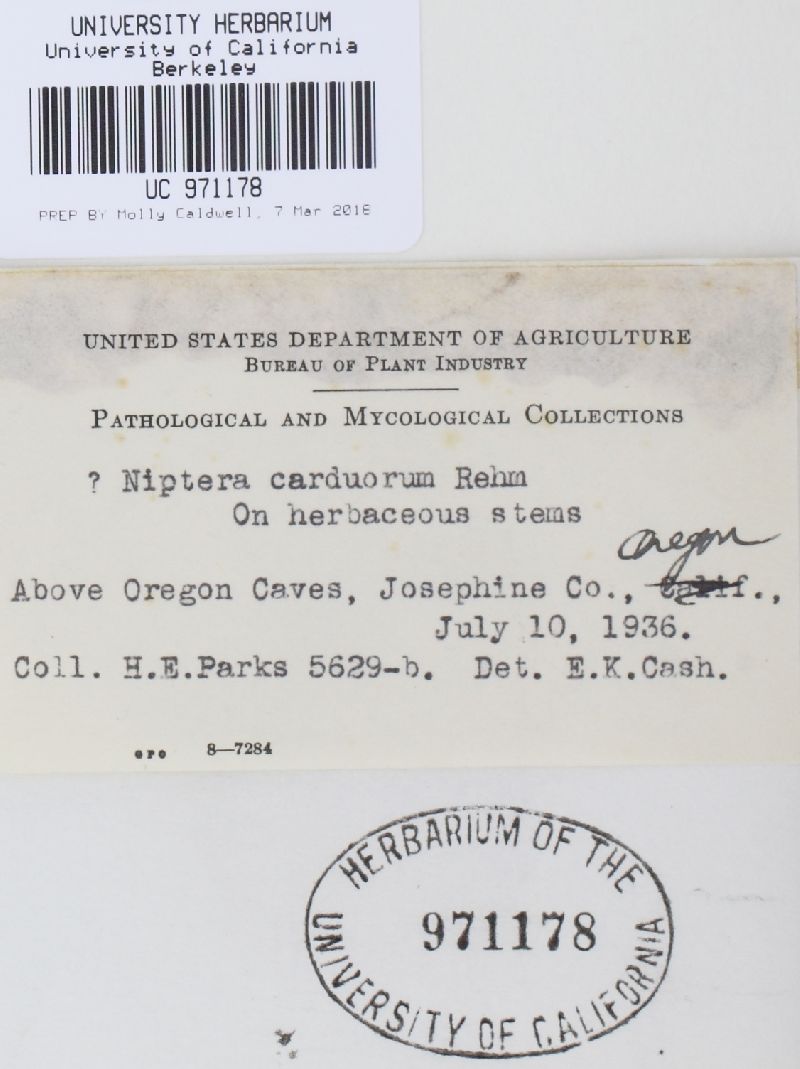 UNIVERSITY HERBARIUM
University of California
Berkeley
UC 971178
PREP BY Molly Caldwell, 7 Mar 2016
UNITED STATES DEPARTMENT OF AGRICULTURE
BUREAU OF PLANT INDUSTRY
PATHOLOGICAL AND MYCOLOGICAL COLLECTIONS
? Niptera carduorum Rehm
On herbaceous stems
Oregon
Above Oregon Caves, Josephine Co., Calif.,
July 10, 1936.
Coll. H.E.Parks 5629-b. Det. E.K.Cash.
GPO 8—7284
HERBARIUM OF THE
971178
UNIVERSITY OF CALIFORNIA